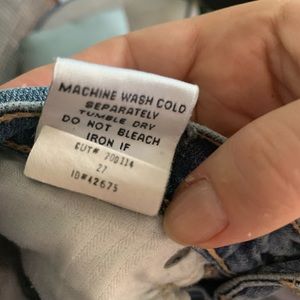 MACHINE WASH COLD
SEPARATELY
TUMBLE DRY
DO NOT BLEACH
IRON IF
CUT# 700114
27
ID#42675